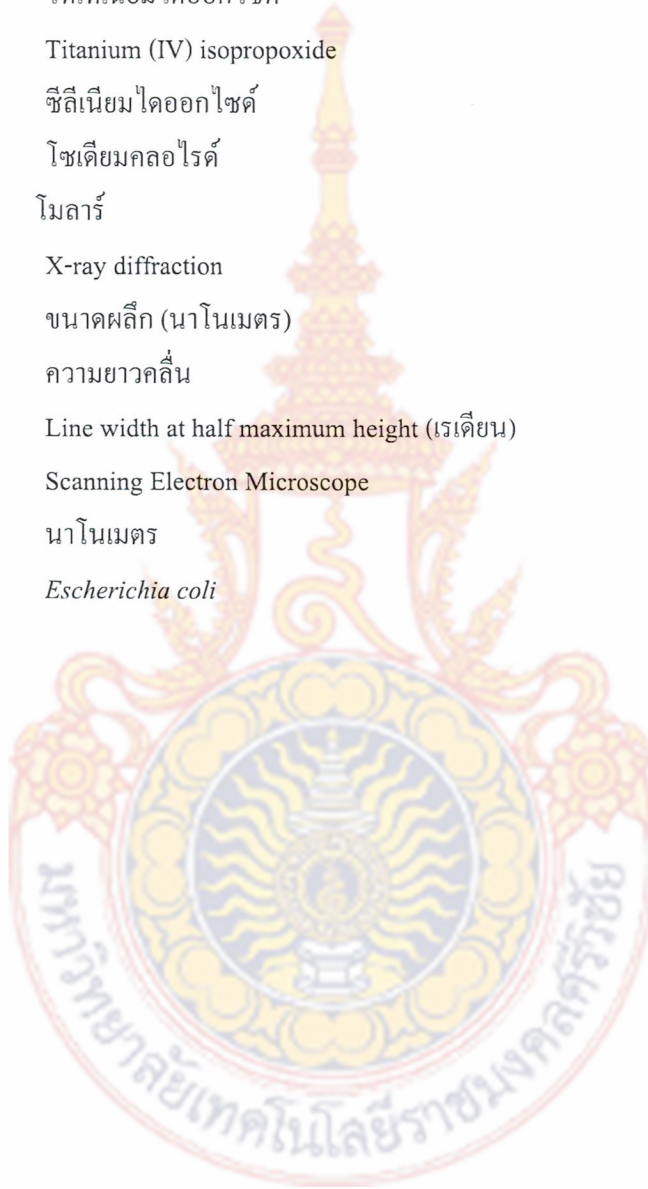 Titanium (IV) isopropoxide
ซีลีเนียมไดออกไซด์
โซเดียมคลอไรด์
โมลาร์
X-ray diffraction
ขนาดผลึก (นาโนเมตร)
ความยาวคลื่น
Line width at half maximum height (เรเดียน)
Scanning Electron Microscope
นาโนเมตร
Escherichia coli
มหาวิทยาลัยเทคโนโลยีราชมงคลศรีวิชัย